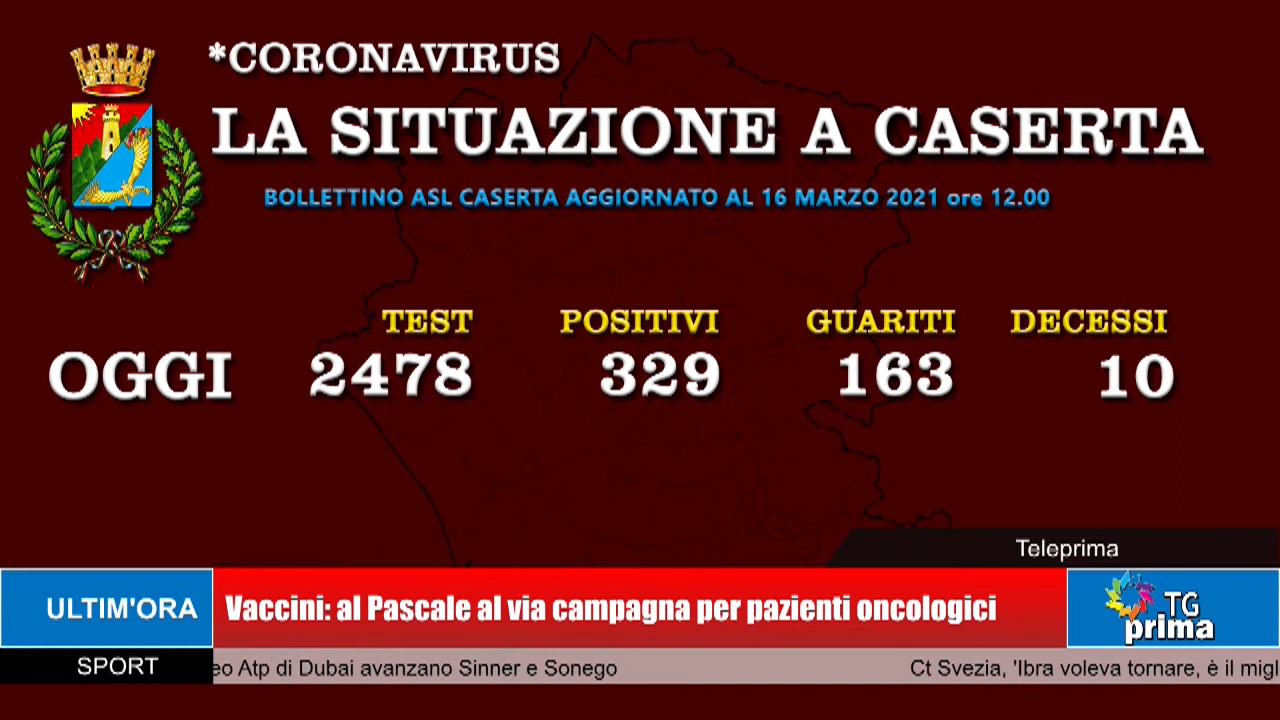 *CORONAVIRUS
LA SITUAZIONE A CASERTA
BOLLETTINO ASL CASERTA AGGIORNATO AL 16 MARZO 2021 ore 12.00
TEST POSITIVI GUARITI DECESSI
OGGI 2478 329 163 10
Teleprima
ULTIM'ORA Vaccini: al Pascale al via campagna per pazienti oncologici
TG
prima
SPORT eo Atp di Dubai avanzano Sinner e Sonego Ct Svezia, 'Ibra voleva tornare, è il migl